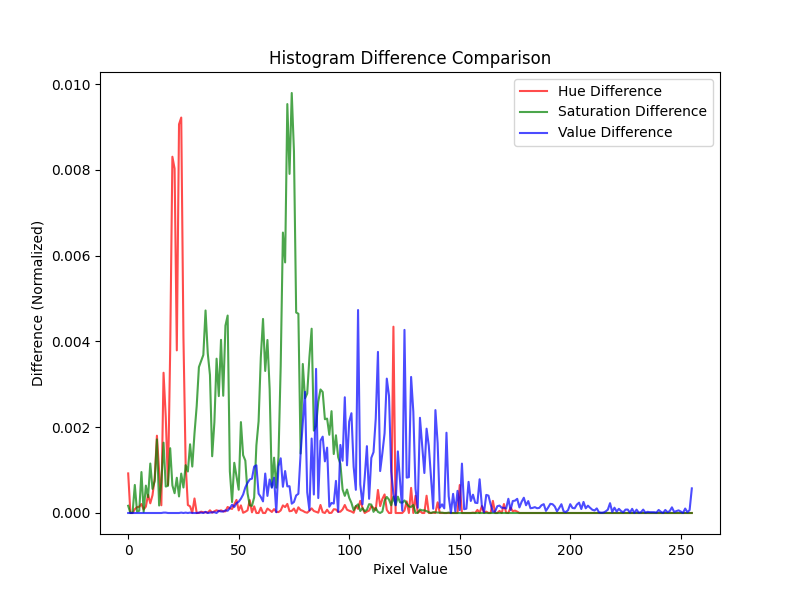 Histogram Difference Comparison
0.010
0.008
0.006
0.004
0.002
0.000
Difference (Normalized)
Hue Difference
Saturation Difference
Value Difference
0 50 100 150 200 250
Pixel Value